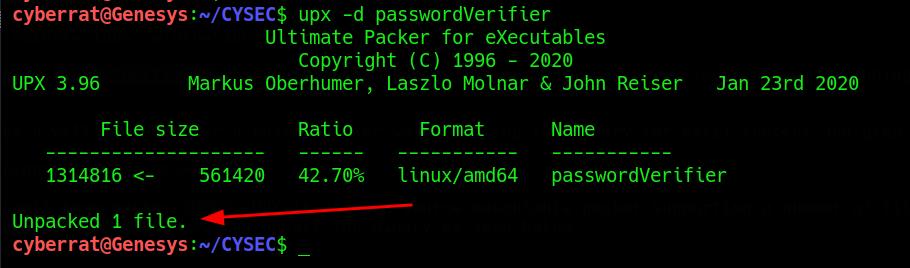 cyberrat@Genesys:~/CYSEC$ upx -d passwordVerifier
Ultimate Packer for eXecutables
Copyright (C) 1996 - 2020
UPX 3.96 Markus Oberhumer, Laszlo Molnar & John Reiser Jan 23rd 2020
File size Ratio Format Name
-------------------- ------ ----------- -----------
1314816 <- 561420 42.70% linux/amd64 passwordVerifier
Unpacked 1 file.
cyberrat@Genesys:~/CYSEC$ _